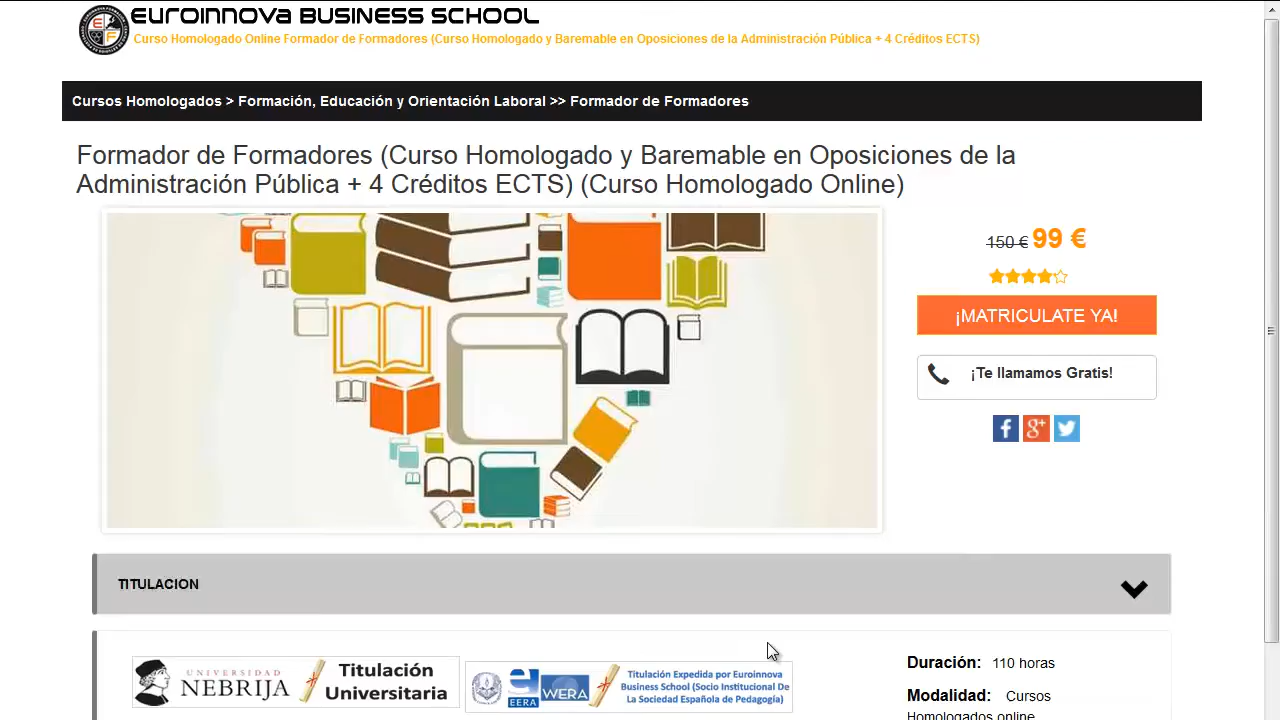 EUROINNOVA BUSINESS SCHOOL
Curso Homologado Online Formador de Formadores (Curso Homologado y Baremable en Oposiciones de la Administración Pública + 4 Créditos ECTS)
Cursos Homologados > Formación, Educación y Orientación Laboral >> Formador de Formadores
Formador de Formadores (Curso Homologado y Baremable en Oposiciones de la
Administración Pública + 4 Créditos ECTS) (Curso Homologado Online)
150 € 99 €
¡MATRICULATE YA!
¡Te llamamos Gratis!
TITULACION
UNIVERSIDAD
NEBRIJA
Titulación
Universitaria
EERA
WERA
Titulación Expedida por Euroinnova
Business School (Socio Institucional De
La Sociedad Española de Pedagogía)
Duración: 110 horas
Modalidad: Cursos
Homologados online